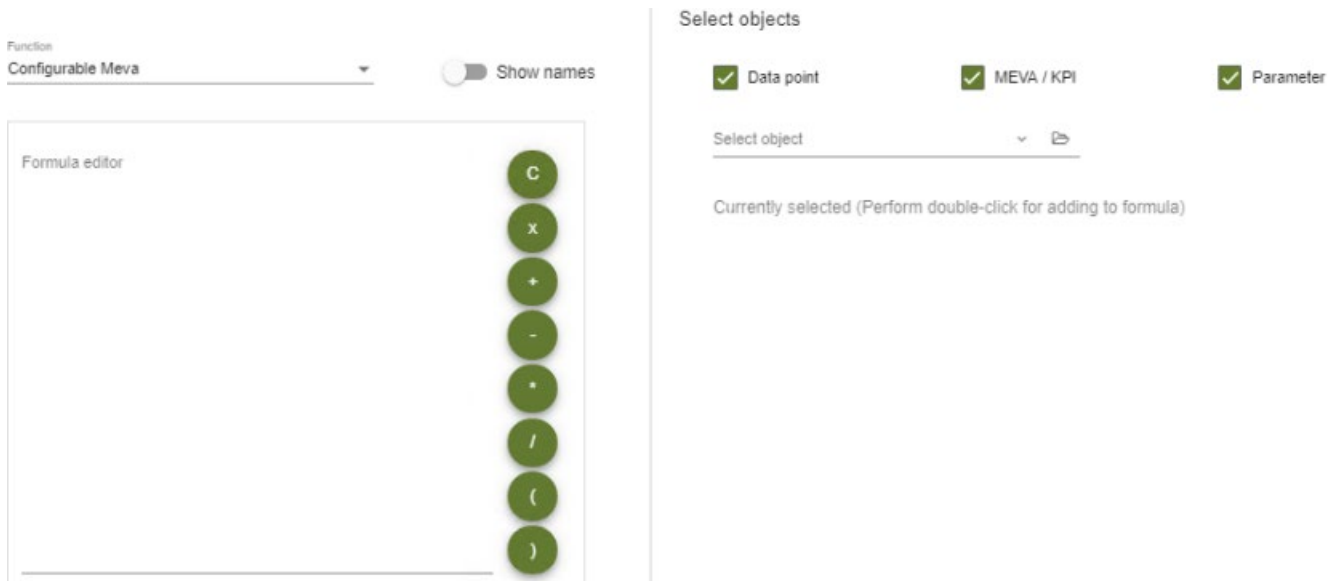 Function
Configurable Meva
Show names
Formula editor
C
x
+
-
*
/
(
)
Select objects
Data point
MEVA / KPI
Parameter
Select object
Currently selected (Perform double-click for adding to formula)